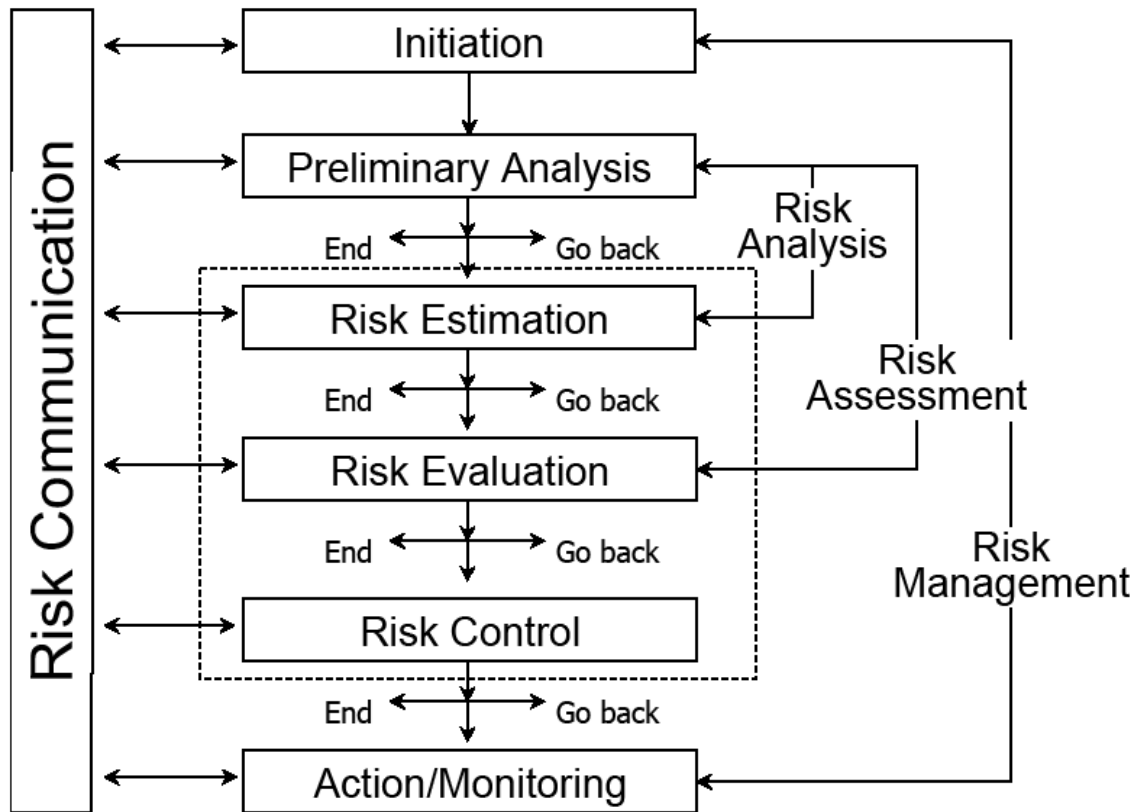 Risk Communication
Initiation
Preliminary Analysis
Risk
Analysis
End
Go back
Risk Estimation
Risk
Assessment
End
Go back
Risk Evaluation
End
Go back
Risk
Management
Risk Control
End
Go back
Action/Monitoring